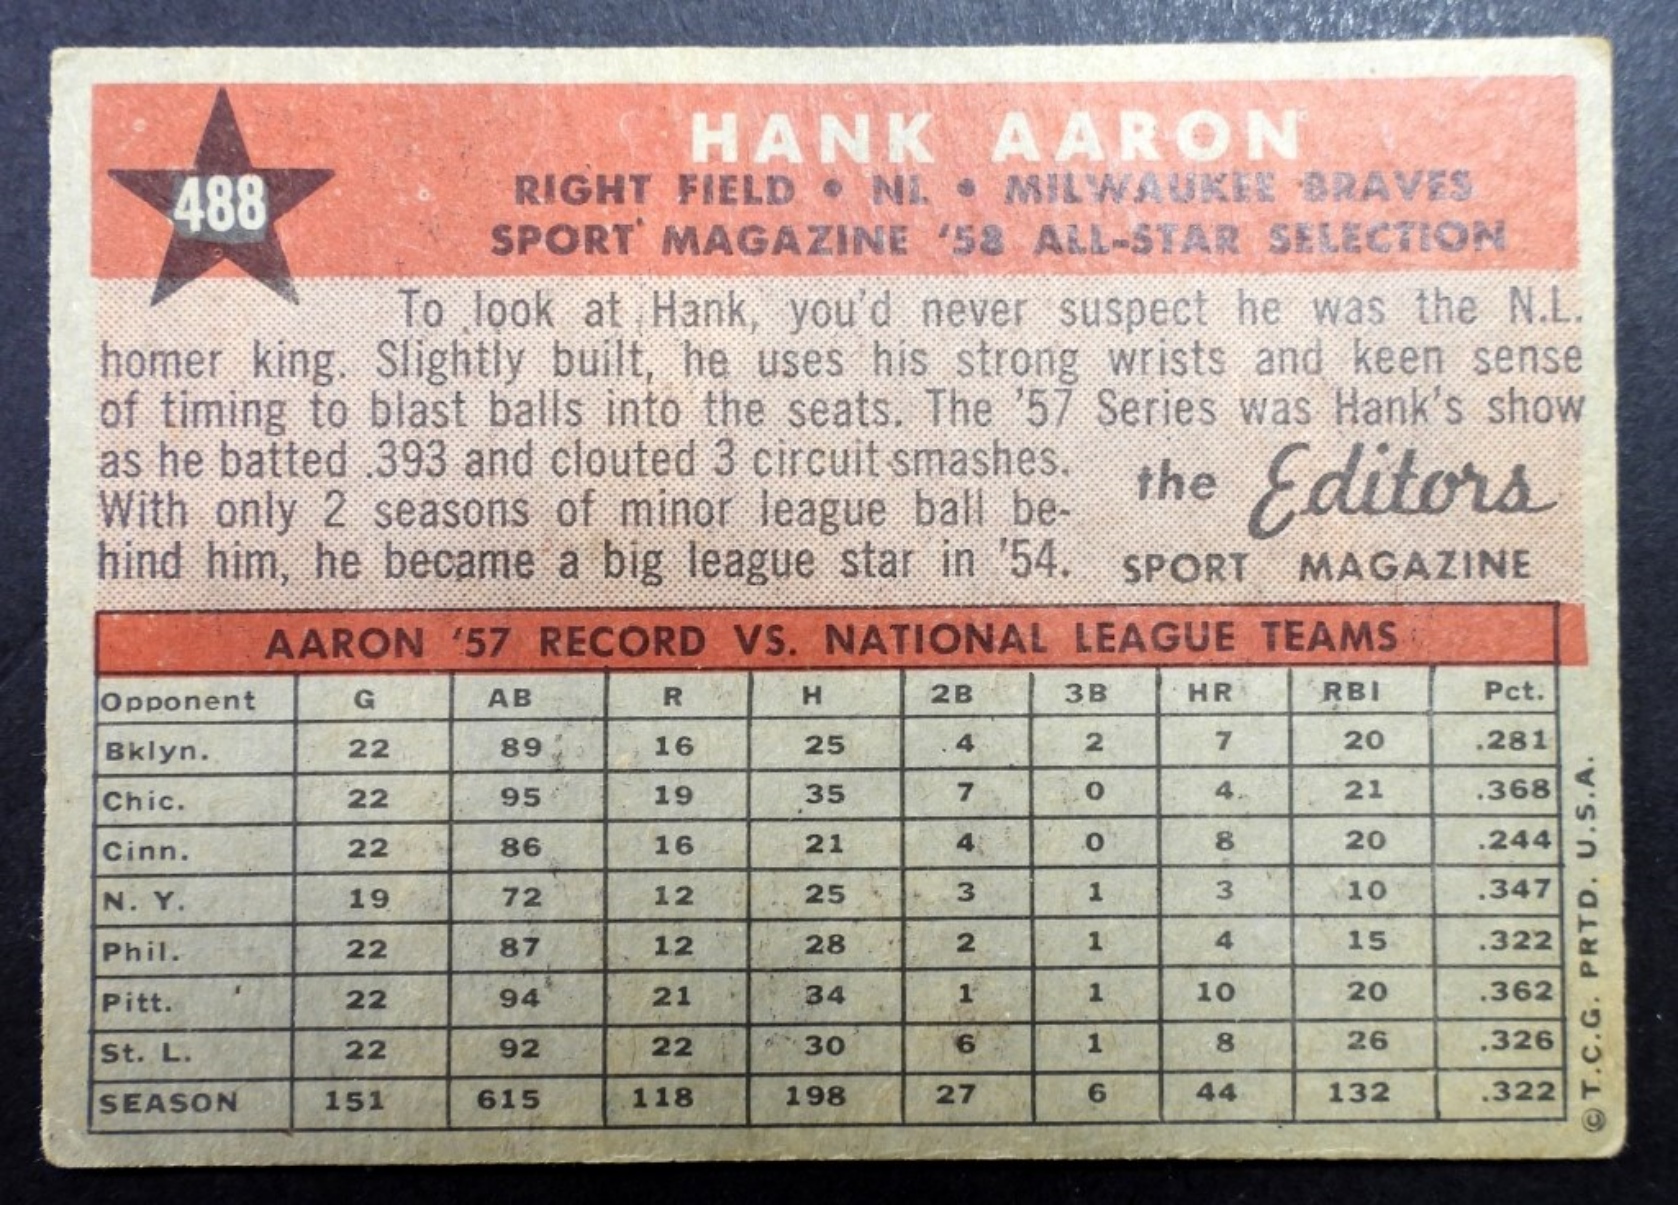 488
HANK AARON
RIGHT FIELD • NL • MILWAUKEE BRAVES
SPORT MAGAZINE '58 ALL-STAR SELECTION
To look at Hank, you'd never suspect he was the N.L.
homer king. Slightly built, he uses his strong wrists and keen sense
of timing to blast balls into the seats. The '57 Series was Hank's show
as he batted .393 and clouted 3 circuit smashes.
With only 2 seasons of minor league ball be-
hind him, he became a big league star in '54.
the Editors
SPORT MAGAZINE
AARON '57 RECORD VS. NATIONAL LEAGUE TEAMS
Opponent G AB R H 2B 3B HR RBI Pct.
Bklyn. 22 89 16 25 4 2 7 20 .281
Chic. 22 95 19 35 7 0 4 21 .368
Cinn. 22 86 16 21 4 0 8 20 .244
N. Y. 19 72 12 25 3 1 3 10 .347
Phil. 22 87 12 28 2 1 4 15 .322
Pitt. 22 94 21 34 1 1 10 20 .362
St. L. 22 92 22 30 6 1 8 26 .326
SEASON 151 615 118 198 27 6 44 132 .322
© T.C.G. PRTD. U.S.A.